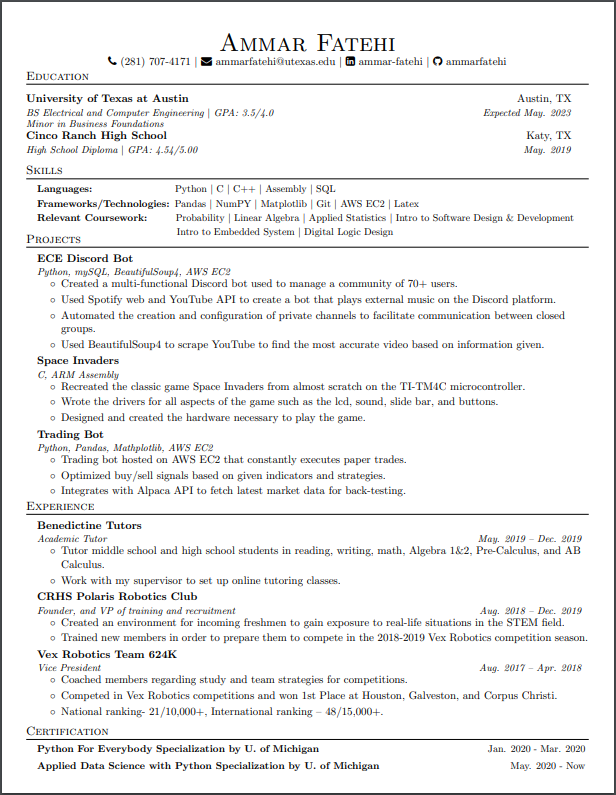 Ammar Fatehi
(281) 707-4171 | ammarfatehi@utexas.edu | ammar-fatehi | ammarfatehi
Education
University of Texas at Austin Austin, TX
BS Electrical and Computer Engineering | GPA: 3.5/4.0 Expected May. 2023
Minor in Business Foundations
Cinco Ranch High School Katy, TX
High School Diploma | GPA: 4.54/5.00 May. 2019
Skills
Languages: Python | C | C++ | Assembly | SQL
Frameworks/Technologies: Pandas | NumPY | Matplotlib | Git | AWS EC2 | Latex
Relevant Coursework: Probability | Linear Algebra | Applied Statistics | Intro to Software Design & Development
Intro to Embedded System | Digital Logic Design
Projects
ECE Discord Bot
Python, mySQL, BeautifulSoup4, AWS EC2
◦ Created a multi-functional Discord bot used to manage a community of 70+ users.
◦ Used Spotify web and YouTube API to create a bot that plays external music on the Discord platform.
◦ Automated the creation and configuration of private channels to facilitate communication between closed
groups.
◦ Used BeautifulSoup4 to scrape YouTube to find the most accurate video based on information given.
Space Invaders
C, ARM Assembly
◦ Recreated the classic game Space Invaders from almost scratch on the TI-TM4C microcontroller.
◦ Wrote the drivers for all aspects of the game such as the lcd, sound, slide bar, and buttons.
◦ Designed and created the hardware necessary to play the game.
Trading Bot
Python, Pandas, Mathplotlib, AWS EC2
◦ Trading bot hosted on AWS EC2 that constantly executes paper trades.
◦ Optimized buy/sell signals based on given indicators and strategies.
◦ Integrates with Alpaca API to fetch latest market data for back-testing.
Experience
Benedictine Tutors
Academic Tutor May. 2019 – Dec. 2019
◦ Tutor middle school and high school students in reading, writing, math, Algebra 1&2, Pre-Calculus, and AB
Calculus.
◦ Work with my supervisor to set up online tutoring classes.
CRHS Polaris Robotics Club
Founder, and VP of training and recruitment Aug. 2018 – Dec. 2019
◦ Created an environment for incoming freshmen to gain exposure to real-life situations in the STEM field.
◦ Trained new members in order to prepare them to compete in the 2018-2019 Vex Robotics competition season.
Vex Robotics Team 624K
Vice President Aug. 2017 – Apr. 2018
◦ Coached members regarding study and team strategies for competitions.
◦ Competed in Vex Robotics competitions and won 1st Place at Houston, Galveston, and Corpus Christi.
◦ National ranking- 21/10,000+, International ranking – 48/15,000+.
Certification
Python For Everybody Specialization by U. of Michigan Jan. 2020 - Mar. 2020
Applied Data Science with Python Specialization by U. of Michigan May. 2020 - Now